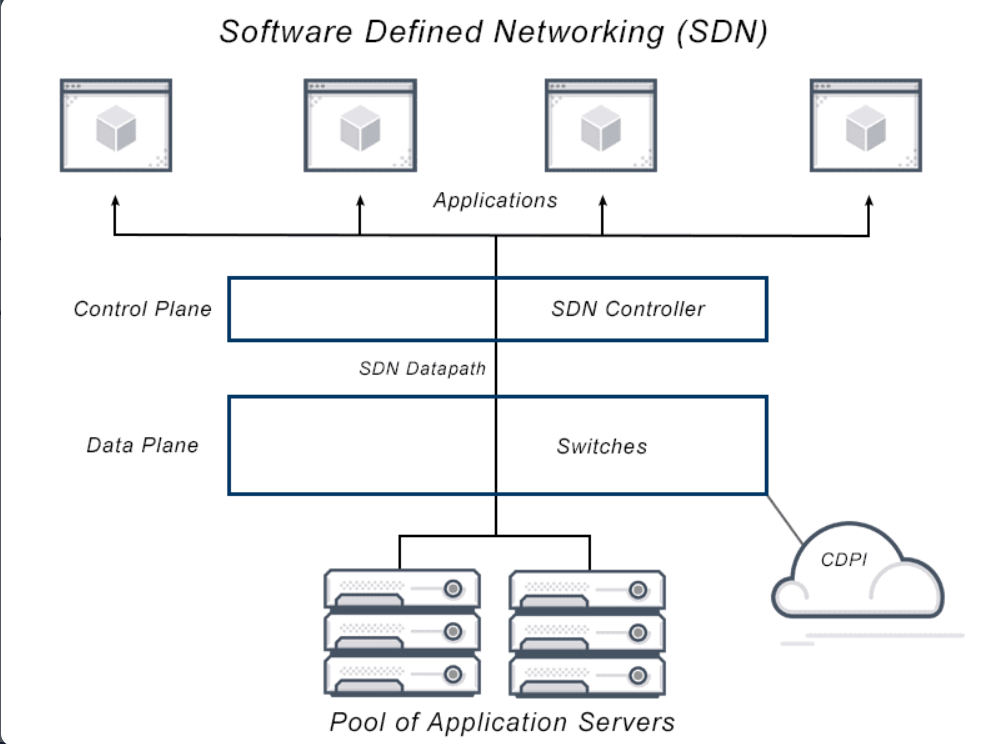 Software Defined Networking (SDN)
Applications
Control Plane
SDN Controller
SDN Datapath
Data Plane
Switches
CDPI
Pool of Application Servers